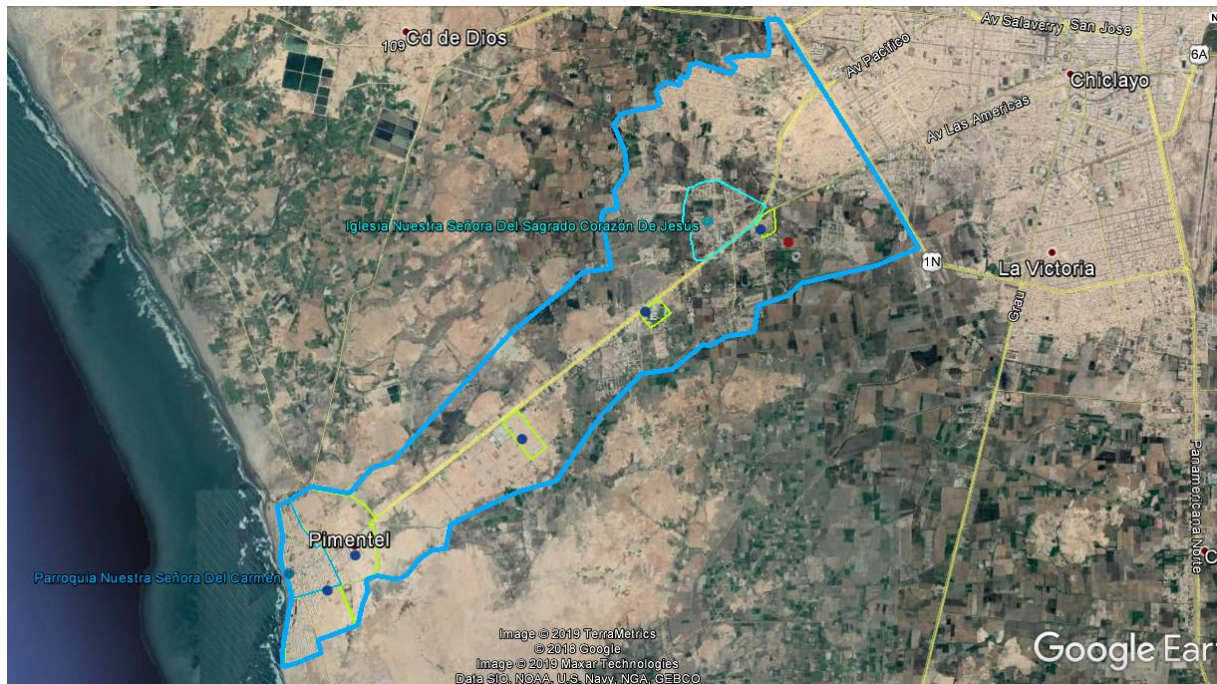 N
Av Salaverry San Jose
6A
109
Cd de Dios
Av Pacifico
Chiclayo
Av Las Americas
Iglesia Nuestra Señora Del Sagrado Corazón De Jesús
1N
La Victoria
Grau
Panamericana Norte
Pimentel
C
Parroquia Nuestra Señora Del Carmen
Image © 2019 TerraMetrics
© 2018 Google
Image © 2019 Maxar Technologies
Data SIO, NOAA, U.S. Navy, NGA, GEBCO
Google Eart